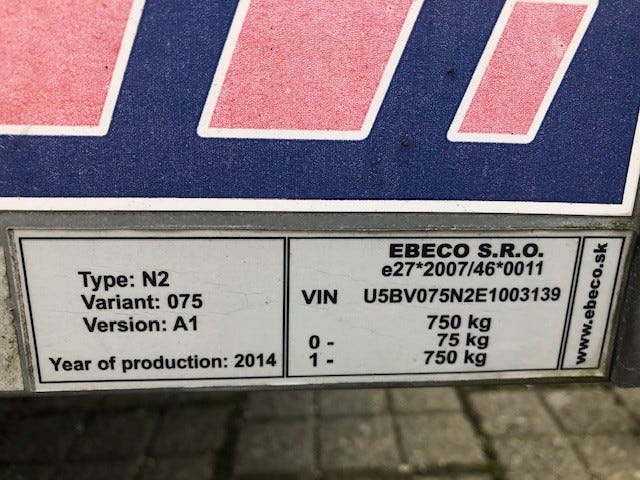 Type: N2
Variant: 075
Version: A1
Year of production: 2014
EBECO S.R.O.
e27*2007/46*0011
VIN U5BV075N2E1003139
750 kg
0 - 75 kg
1 - 750 kg
www.ebeco.sk